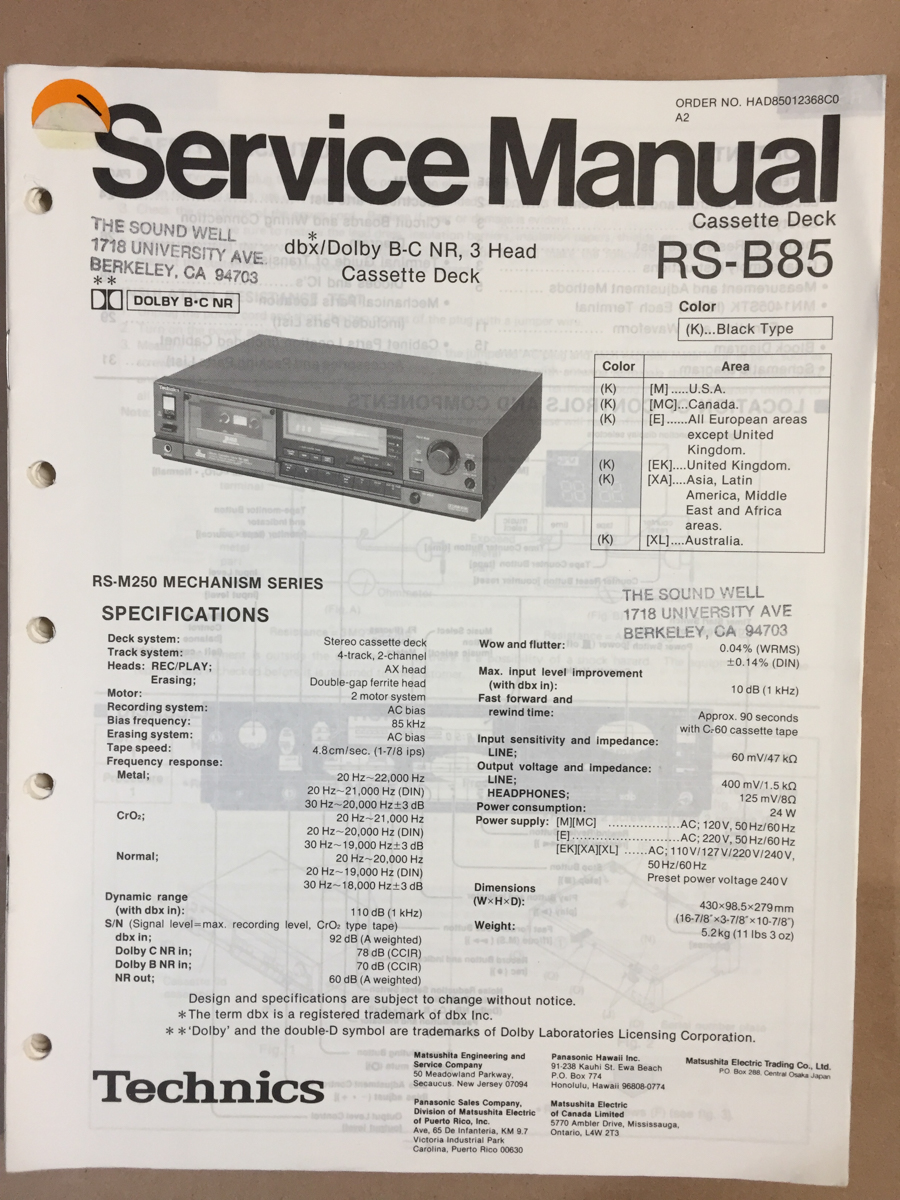 ORDER NO. HAD85012368C0
A2
Service Manual
Cassette Deck
RS-B85
THE SOUND WELL
1718 UNIVERSITY AVE.
BERKELEY, CA 94703
dbx*/Dolby B-C NR, 3 Head
Cassette Deck
**
DOLBY B•C NR
Color
(K)...Black Type
Color Area
(K) [M] .....U.S.A.
(K) [MC]...Canada.
(K) [E]......All European areas
except United
Kingdom.
(K) [EK]....United Kingdom.
(K) [XA]....Asia, Latin
America, Middle
East and Africa
areas.
(K) [XL]....Australia.
Technics
RS-M250 MECHANISM SERIES
SPECIFICATIONS
THE SOUND WELL
1718 UNIVERSITY AVE
BERKELEY, CA 94703
Deck system: Stereo cassette deck
Track system: 4-track, 2-channel
Heads: REC/PLAY; AX head
Erasing; Double-gap ferrite head
Motor: 2 motor system
Recording system: AC bias
Bias frequency: 85 kHz
Erasing system: AC bias
Tape speed: 4.8cm/sec. (1-7/8 ips)
Frequency response:
Metal; 20 Hz~22,000 Hz
20 Hz~21,000 Hz (DIN)
30 Hz~20,000 Hz±3 dB
CrO₂; 20 Hz~21,000 Hz
20 Hz~20,000 Hz (DIN)
30 Hz~19,000 Hz±3 dB
Normal; 20 Hz~20,000 Hz
20 Hz~19,000 Hz (DIN)
30 Hz~18,000 Hz±3 dB
Dynamic range
(with dbx in): 110 dB (1 kHz)
S/N (Signal level=max. recording level, CrO₂ type tape)
dbx in; 92 dB (A weighted)
Dolby C NR in; 78 dB (CCIR)
Dolby B NR in; 70 dB (CCIR)
NR out; 60 dB (A weighted)
Wow and flutter: 0.04% (WRMS)
±0.14% (DIN)
Max. input level improvement
(with dbx in): 10 dB (1 kHz)
Fast forward and
rewind time: Approx. 90 seconds
with C-60 cassette tape
Input sensitivity and impedance:
LINE; 60 mV/47 kΩ
Output voltage and impedance:
LINE; 400 mV/1.5 kΩ
HEADPHONES; 125 mV/8Ω
Power consumption: 24 W
Power supply: [M][MC] ..................AC; 120V, 50Hz/60Hz
[E]...........................AC; 220V, 50Hz/60Hz
[EK][XA][XL] ......AC; 110V/127V/220V/240V,
50Hz/60Hz
Preset power voltage 240V
Dimensions
(W×H×D): 430×98.5×279mm
(16-7/8"×3-7/8"×10-7/8")
Weight: 5.2kg (11 lbs 3 oz)
Design and specifications are subject to change without notice.
*The term dbx is a registered trademark of dbx Inc.
**'Dolby' and the double-D symbol are trademarks of Dolby Laboratories Licensing Corporation.
Technics
Matsushita Engineering and
Service Company
50 Meadowland Parkway,
Secaucus. New Jersey 07094
Panasonic Sales Company,
Division of Matsushita Electric
of Puerto Rico, Inc.
Ave, 65 De Infanteria, KM 9.7
Victoria Industrial Park
Carolina, Puerto Rico 00630
Panasonic Hawaii Inc.
91-238 Kauhi St. Ewa Beach
P.O. Box 774
Honolulu, Hawaii 96808-0774
Matsushita Electric
of Canada Limited
5770 Ambler Drive, Mississauga,
Ontario, L4W 2T3
Matsushita Electric Trading Co., Ltd.
P.O. Box 288, Central Osaka Japan